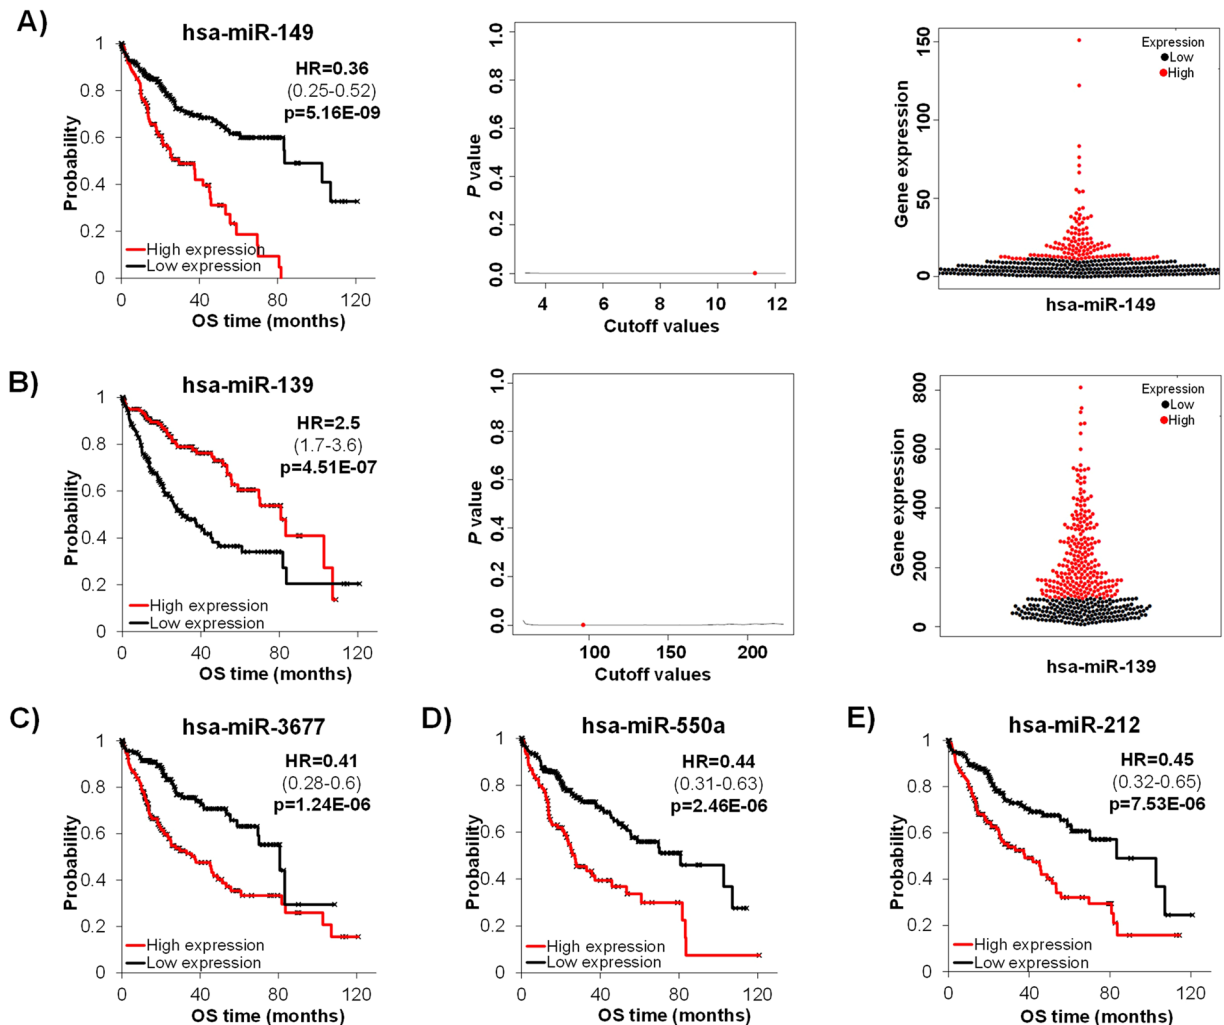 A)
hsa-miR-149
HR=0.36
(0.25-0.52)
p=5.16E-09
Probability
1
0.8
0.6
0.4
0.2
0
High expression
Low expression
0 40 80 120
OS time (months)
P value
1.0
0.8
0.6
0.4
0.2
0.0
4 6 8 10 12
Cutoff values
Gene expression
150
100
50
0
Expression
Low
High
hsa-miR-149
B)
hsa-miR-139
HR=2.5
(1.7-3.6)
p=4.51E-07
Probability
1
0.8
0.6
0.4
0.2
0
High expression
Low expression
0 40 80 120
OS time (months)
P value
1.0
0.8
0.6
0.4
0.2
0.0
100 150 200
Cutoff values
Gene expression
800
600
400
200
0
Expression
Low
High
hsa-miR-139
C)
hsa-miR-3677
HR=0.41
(0.28-0.6)
p=1.24E-06
Probability
1
0.8
0.6
0.4
0.2
0
High expression
Low expression
0 40 80 120
OS time (months)
D)
hsa-miR-550a
HR=0.44
(0.31-0.63)
p=2.46E-06
Probability
1
0.8
0.6
0.4
0.2
0
High expression
Low expression
0 40 80 120
OS time (months)
E)
hsa-miR-212
HR=0.45
(0.32-0.65)
p=7.53E-06
Probability
1
0.8
0.6
0.4
0.2
0
High expression
Low expression
0 40 80 120
OS time (months)